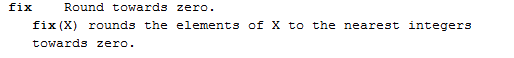 fix    Round towards zero.
fix(X) rounds the elements of X to the nearest integers
towards zero.